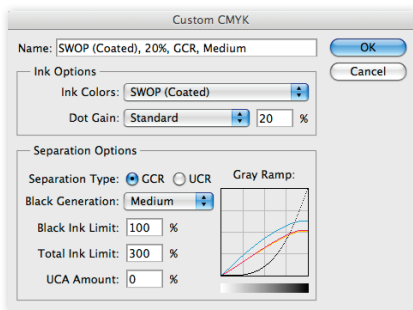 Custom CMYK
Name: SWOP (Coated), 20%, GCR, Medium
OK
Cancel
Ink Options
Ink Colors: SWOP (Coated)
Dot Gain: Standard 20 %
Separation Options
Separation Type: GCR UCR
Gray Ramp:
Black Generation: Medium
Black Ink Limit: 100 %
Total Ink Limit: 300 %
UCA Amount: 0 %